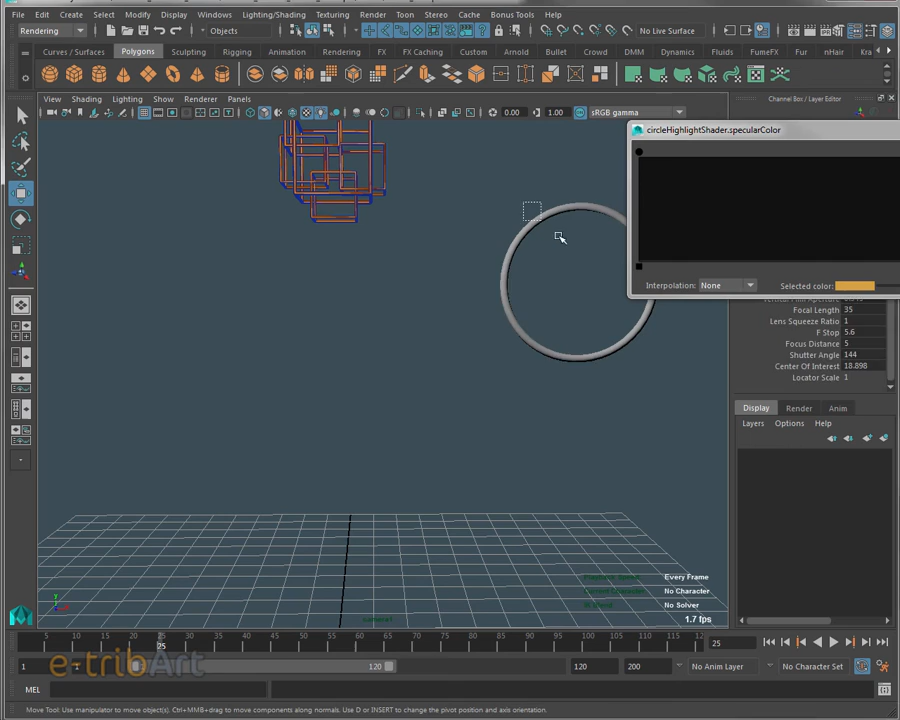 File Edit Create Select Modify Display Windows Lighting/Shading Texturing Render Toon Stereo Cache Bonus Tools Help
Rendering Objects No Live Surface
Curves / Surfaces Polygons Sculpting Rigging Animation Rendering FX FX Caching Custom Arnold Bullet Crowd DMM Dynamics Fluids FumeFX Fur nHair Kra
View Shading Lighting Show Renderer Panels Channel Box / Layer Editor
0.00 1.00 sRGB gamma
circleHighlightShader.specularColor
Interpolation: None Selected color:
Focal Length 35
Lens Squeeze Ratio 1
F Stop 5.6
Focus Distance 5
Shutter Angle 144
Center Of Interest 18.898
Locator Scale 1
Display Render Anim
Layers Options Help
Every Frame
No Character
No Solver
camera1
1.7 fps
5 10 15 20 25 30 35 40 45 50 55 60 65 70 75 80 85 90 95 100 105 110 115 12
25 25
1 1 120 120 200 No Anim Layer No Character Set
e-tribArt
MEL
Move Tool: Use manipulator to move object(s). Ctrl+MMB+drag to move components along normals. Use D or INSERT to change the pivot position and axis orientation.